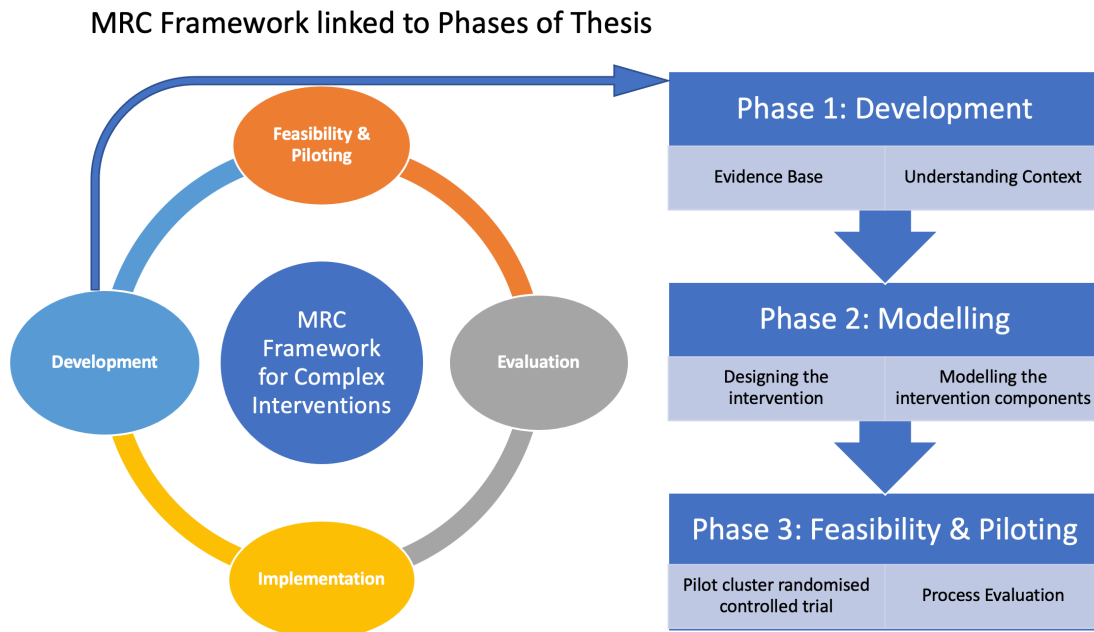 MRC Framework linked to Phases of Thesis
Feasibility &
Piloting
Development
MRC
Framework
for Complex
Interventions
Evaluation
Implementation
Phase 1: Development
Evidence Base
Understanding Context
Phase 2: Modelling
Designing the
intervention
Modelling the
intervention components
Phase 3: Feasibility & Piloting
Pilot cluster randomised
controlled trial
Process Evaluation